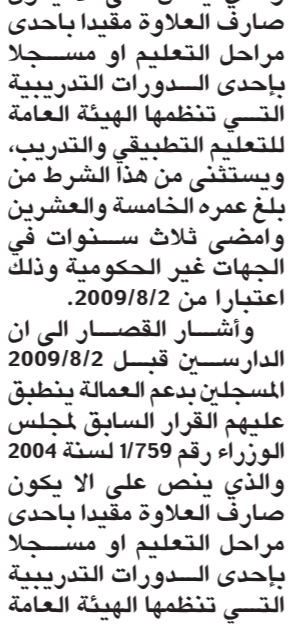 صارف العلاوة مقيدا باحدى
مراحل التعليم او مسجلا
بإحدى الدورات التدريبية
التي تنظمها الهيئة العامة
للتعليم التطبيقي والتدريب،
ويستثنى من هذا الشرط من
بلغ عمره الخامسة والعشرين
وامضى ثلاث سنوات في
الجهات غير الحكومية وذلك
اعتبارا من 2009/8/2.
وأشار القصار الى ان
الدارسين قبل 2009/8/2
المسجلين بدعم العمالة ينطبق
عليهم القرار السابق لمجلس
الوزراء رقم 1/759 لسنة 2004
والذي ينص على الا يكون
صارف العلاوة مقيدا باحدى
مراحل التعليم او مسجلا
بإحدى الدورات التدريبية
التي تنظمها الهيئة العامة